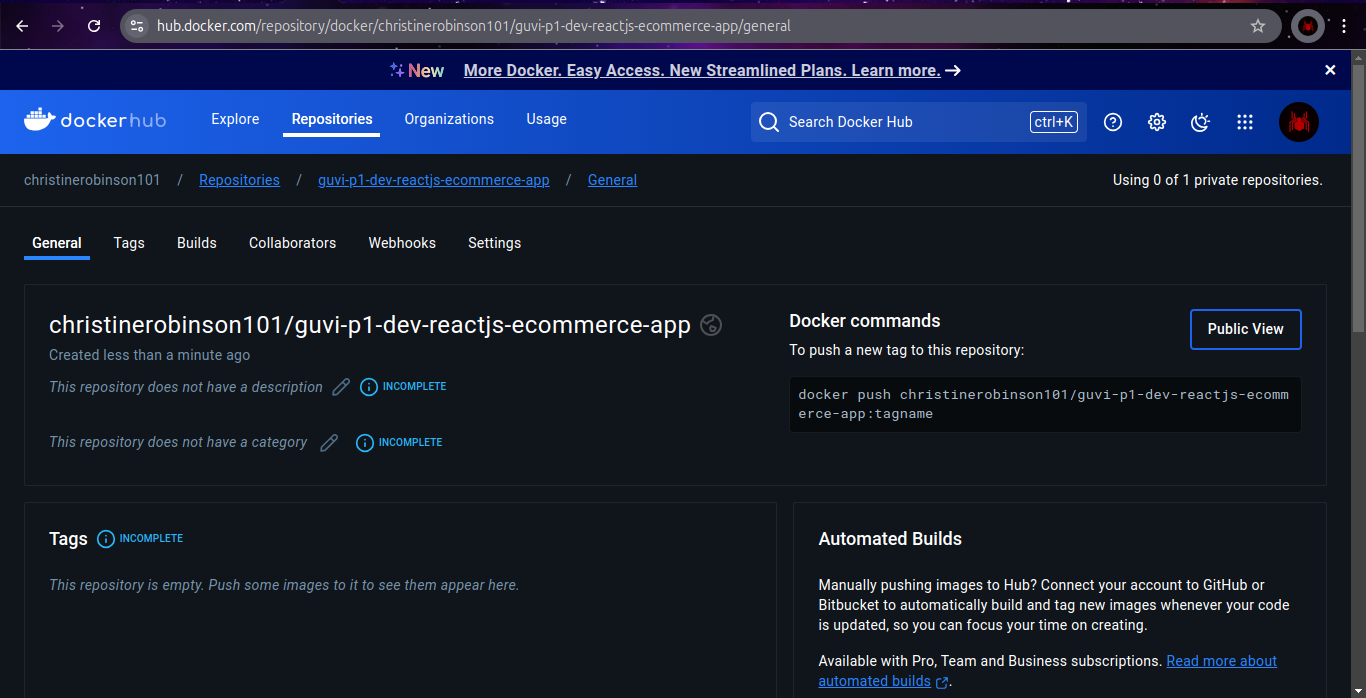 hub.docker.com/repository/docker/christinerobinson101/guvi-p1-dev-reactjs-ecommerce-app/general
New More Docker. Easy Access. New Streamlined Plans. Learn more.
dockerhub Explore Repositories Organizations Usage Search Docker Hub ctrl+K
christinerobinson101 / Repositories / guvi-p1-dev-reactjs-ecommerce-app / General Using 0 of 1 private repositories.
General Tags Builds Collaborators Webhooks Settings
christinerobinson101/guvi-p1-dev-reactjs-ecommerce-app
Created less than a minute ago
This repository does not have a description INCOMPLETE
This repository does not have a category INCOMPLETE
Docker commands
Public View
To push a new tag to this repository:
docker push christinerobinson101/guvi-p1-dev-reactjs-ecomm
erce-app:tagname
Tags INCOMPLETE
This repository is empty. Push some images to it to see them appear here.
Automated Builds
Manually pushing images to Hub? Connect your account to GitHub or
Bitbucket to automatically build and tag new images whenever your code
is updated, so you can focus your time on creating.
Available with Pro, Team and Business subscriptions. Read more about
automated builds .